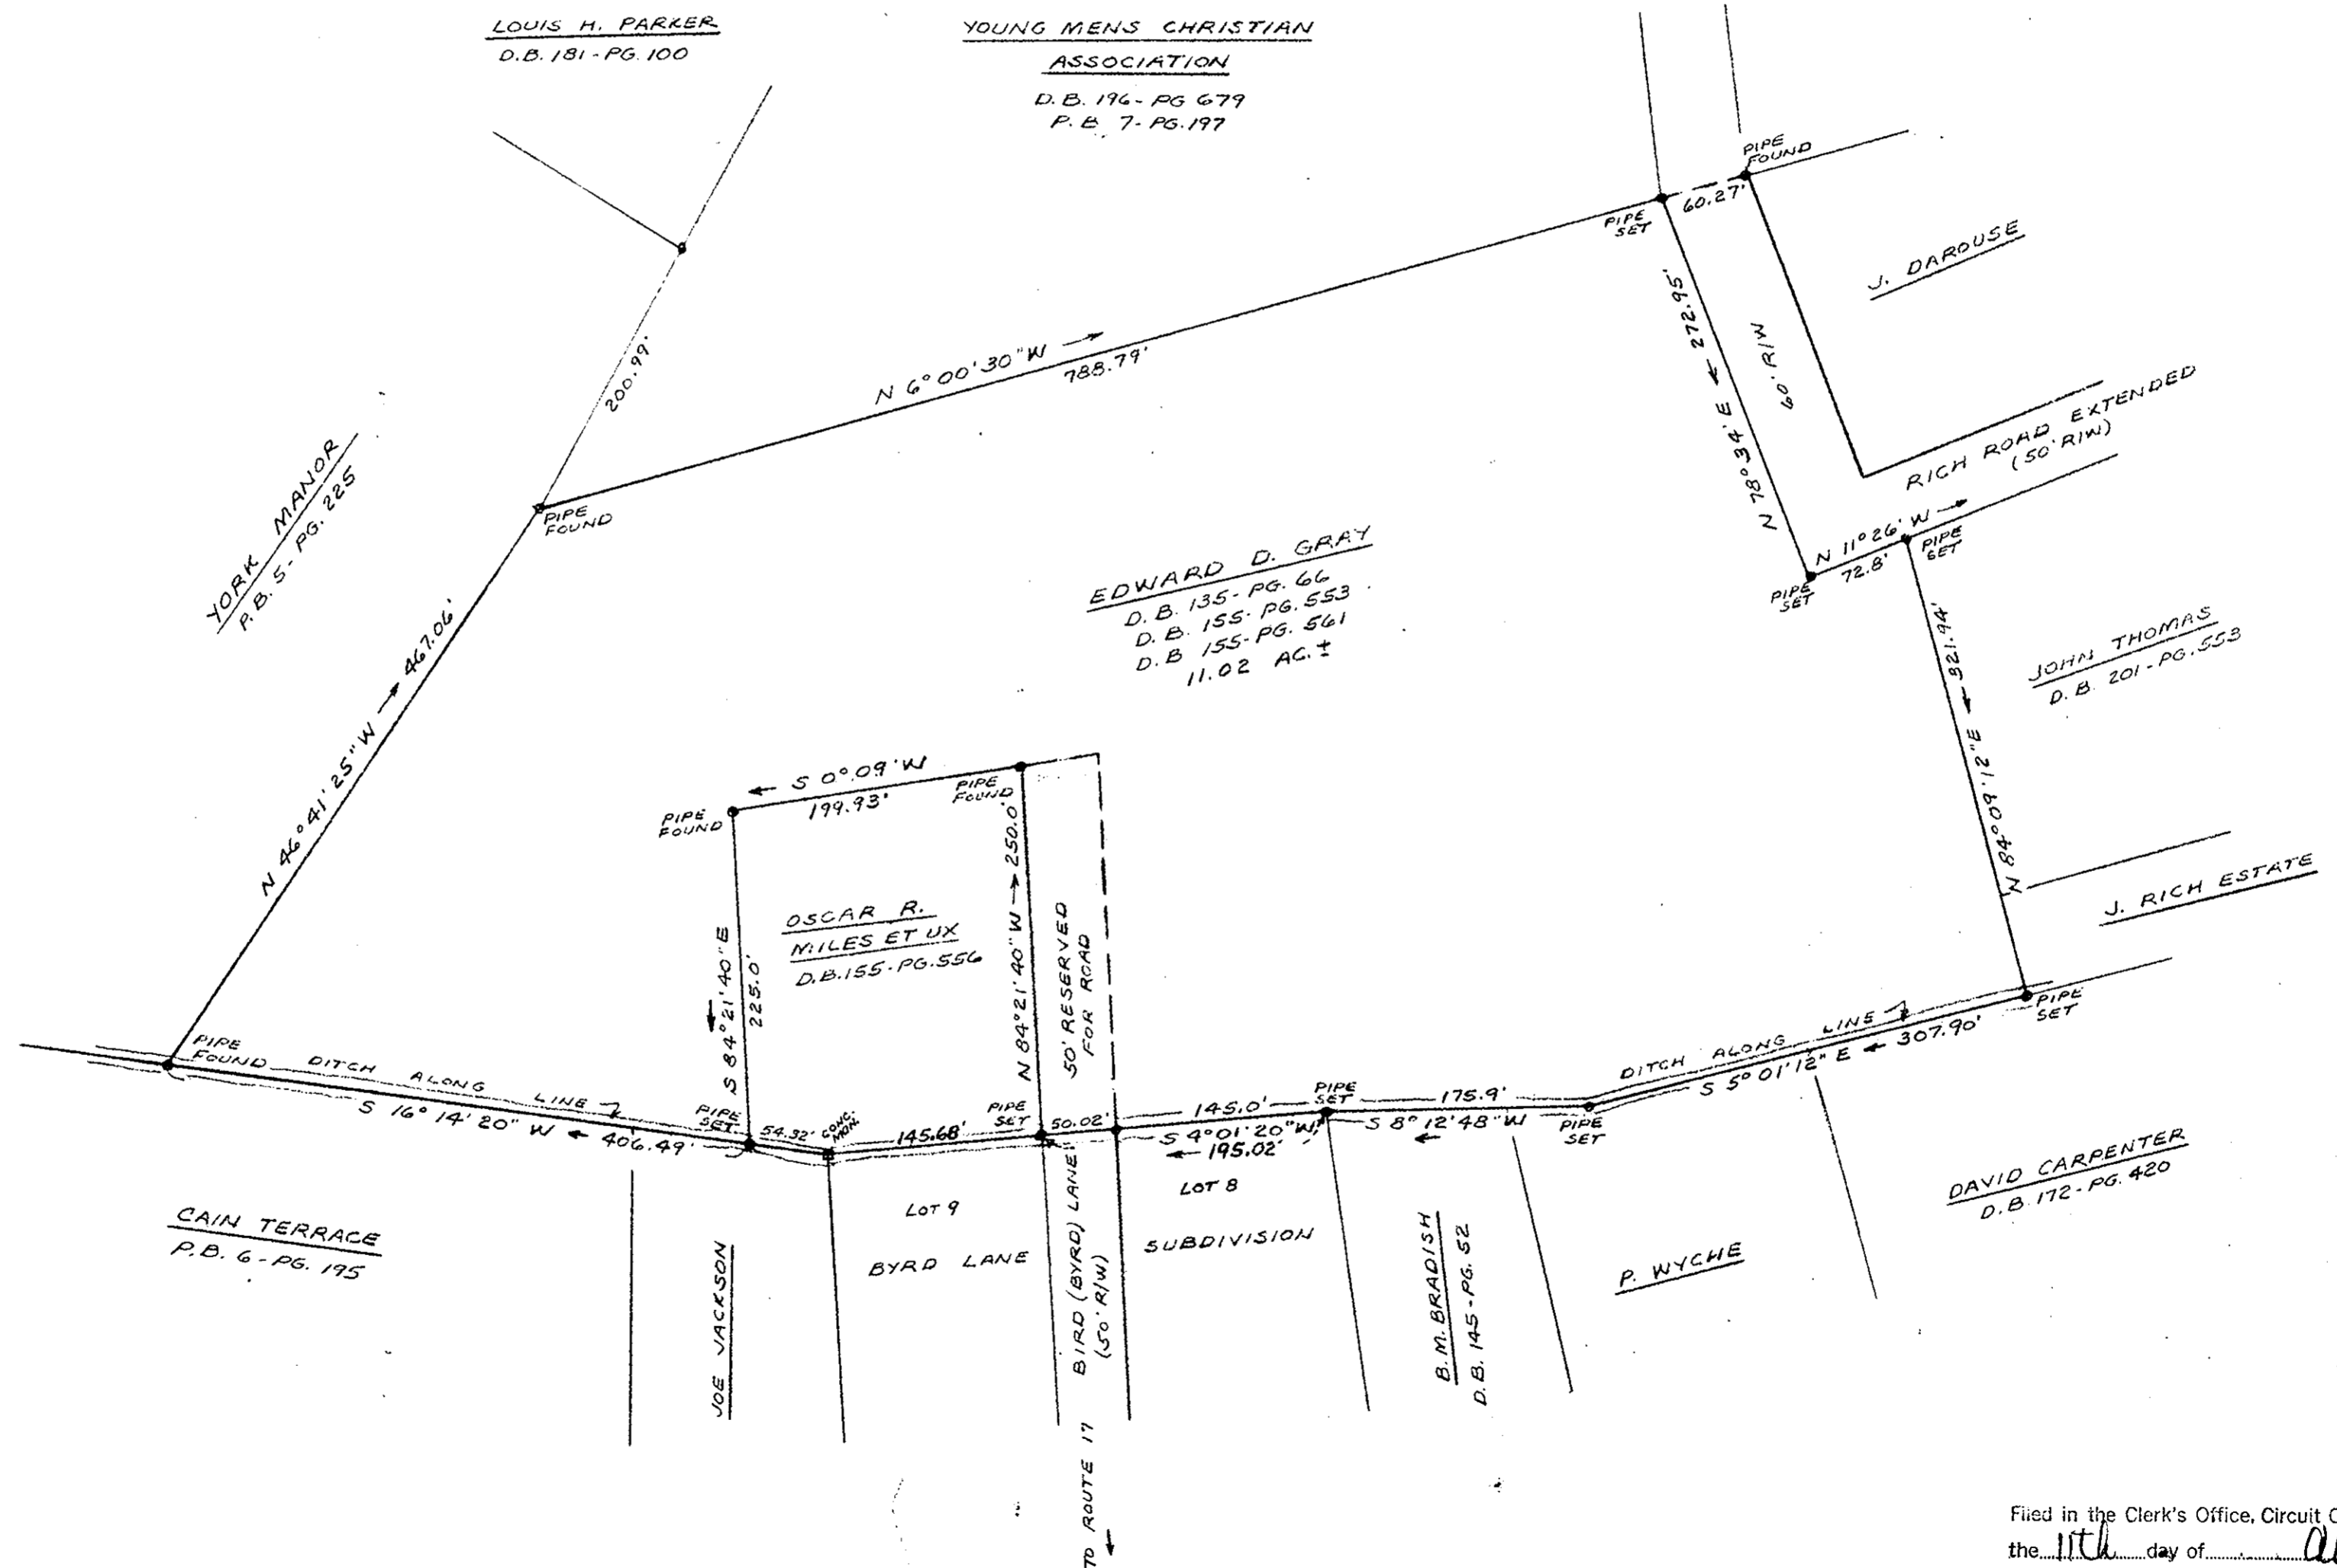 LOUIS H. PARKER
D.B. 181 - PG. 100
YOUNG MENS CHRISTIAN
ASSOCIATION
D.B. 196 - PG 679
P.B. 7 - PG. 197
PIPE
FOUND
60.27'
PIPE
SET
J. DAROUSE
272.95'
N 78° 34' E
60' R/W
200.99'
N 6° 00' 30" W
788.79'
RICH ROAD EXTENDED
(50' R/W)
YORK MANOR
P.B. 5 - PG. 225
PIPE
FOUND
N 11° 26' W
72.8'
PIPE
SET
PIPE
SET
EDWARD D. GRAY
D.B. 135 - PG. 66
D.B. 155 - PG. 553
D.B 155 - PG. 561
11.02 AC. ±
JOHN THOMAS
D.B. 201 - PG. 553
321.94'
N 84° 09' 12" E
N 46° 41' 25" W
467.06'
S 0° 09' W
199.93'
PIPE
FOUND
PIPE
FOUND
OSCAR R.
MILES ET UX
D.B. 155 - PG. 556
S 84° 21' 40" E
225.0'
N 84° 21' 40" W
250.0'
50' RESERVED
FOR ROAD
J. RICH ESTATE
PIPE
SET
PIPE
FOUND
DITCH ALONG LINE
S 16° 14' 20" W
406.49'
PIPE
SET
54.32'
CONC.
MON.
145.68'
PIPE
SET
50.02'
145.0'
S 4° 01' 20" W
195.02'
PIPE
SET
175.9'
S 8° 12' 48" W
PIPE
SET
DITCH ALONG LINE
S 5° 01' 12" E
307.90'
CAIN TERRACE
P.B. 6 - PG. 195
JOE JACKSON
LOT 9
BYRD LANE
BIRD (BYRD) LANE
(50' R/W)
TO ROUTE 17
LOT 8
SUBDIVISION
B. M. BRADISH
D.B. 145 - PG. 52
P. WYCHE
DAVID CARPENTER
D.B. 172 - PG. 420
Filed in the Clerk's Office, Circuit C
the 11th day of